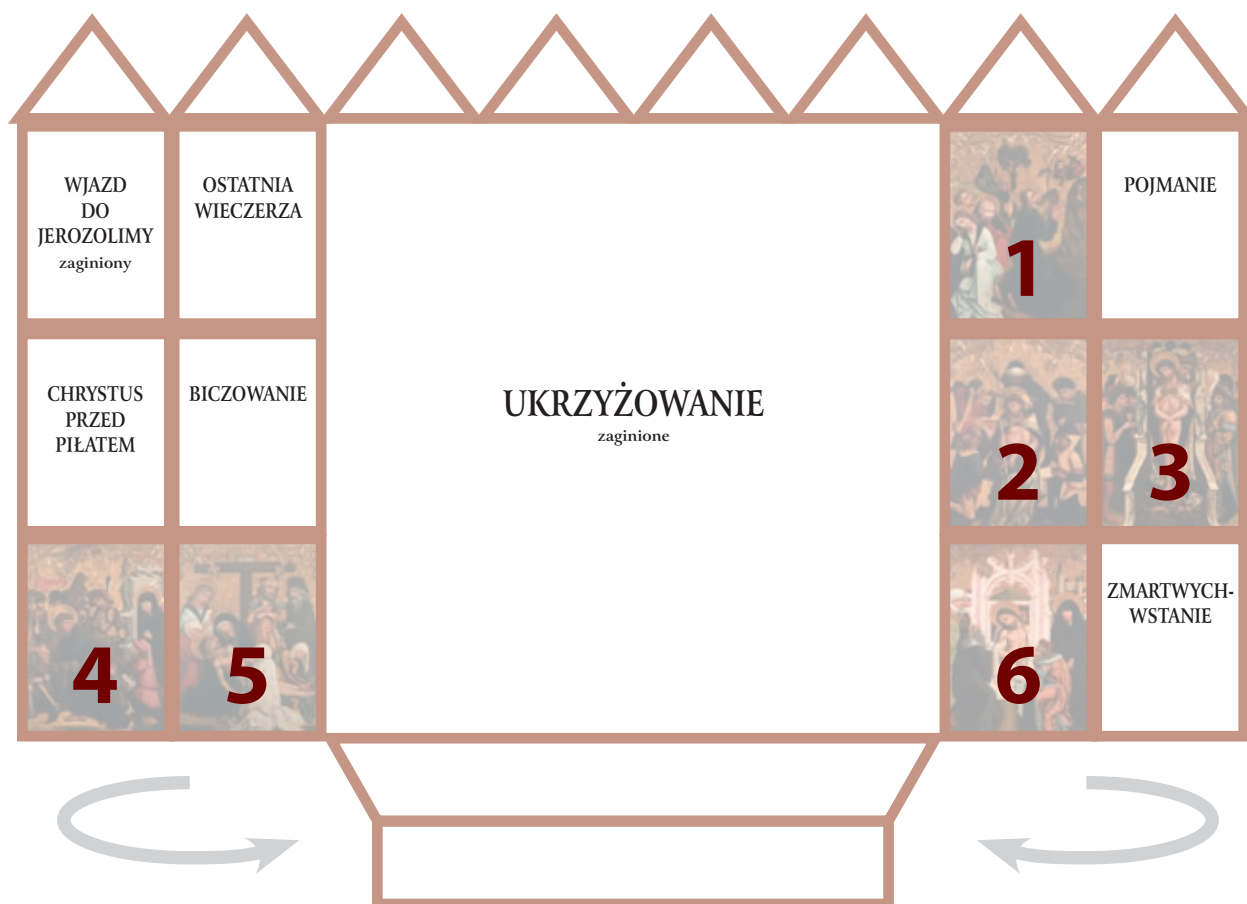 WJAZD
DO
JEROZOLIMY
zaginiony
OSTATNIA
WIECZERZA
1
POJMANIE
CHRYSTUS
PRZED
PIŁATEM
BICZOWANIE
UKRZYŻOWANIE
zaginione
2
3
4
5
6
ZMARTWYCH-
WSTANIE